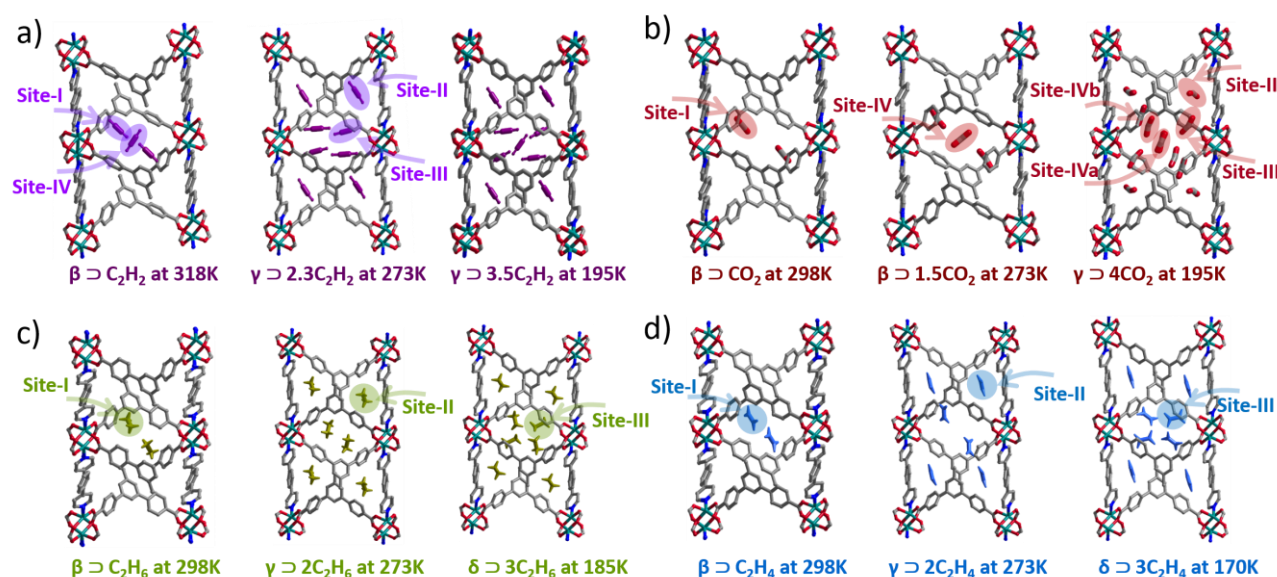 a)
Site-I
Site-IV
Site-II
Site-III
β ⊃ C₂H₂ at 318K
γ ⊃ 2.3C₂H₂ at 273K
γ ⊃ 3.5C₂H₂ at 195K
b)
Site-I
Site-IV
Site-IVb
Site-IVa
Site-II
Site-III
β ⊃ CO₂ at 298K
β ⊃ 1.5CO₂ at 273K
γ ⊃ 4CO₂ at 195K
c)
Site-I
Site-II
Site-III
β ⊃ C₂H₆ at 298K
γ ⊃ 2C₂H₆ at 273K
δ ⊃ 3C₂H₆ at 185K
d)
Site-I
Site-II
Site-III
β ⊃ C₂H₄ at 298K
γ ⊃ 2C₂H₄ at 273K
δ ⊃ 3C₂H₄ at 170K